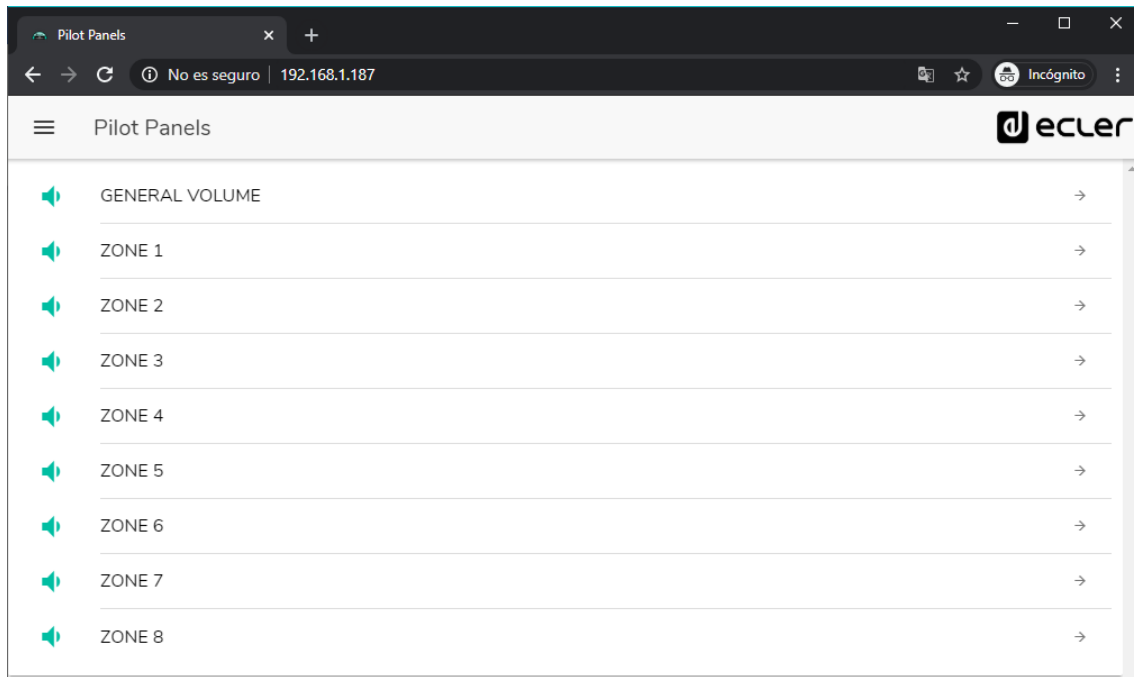 Pilot Panels
No es seguro 192.168.1.187 Incógnito
Pilot Panels ecler
GENERAL VOLUME
ZONE 1
ZONE 2
ZONE 3
ZONE 4
ZONE 5
ZONE 6
ZONE 7
ZONE 8